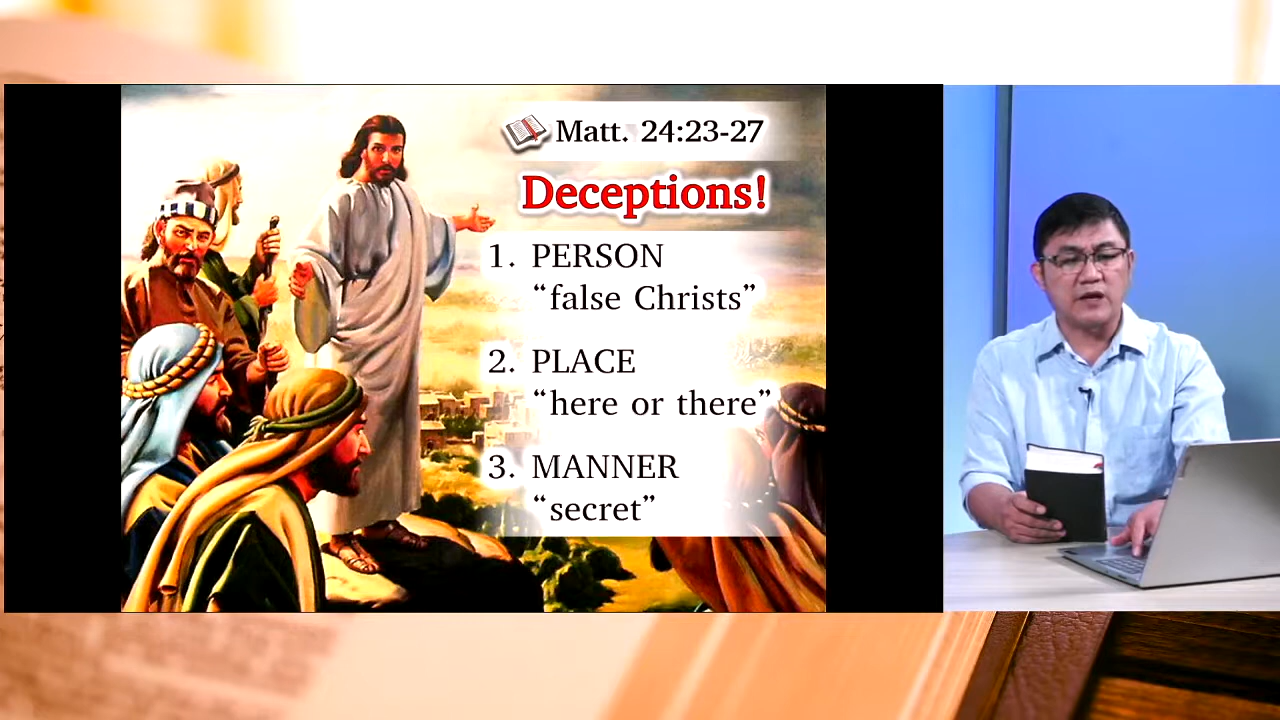 Matt. 24:23-27
Deceptions!
1. PERSON
“false Christs”
2. PLACE
“here or there”
3. MANNER
“secret”